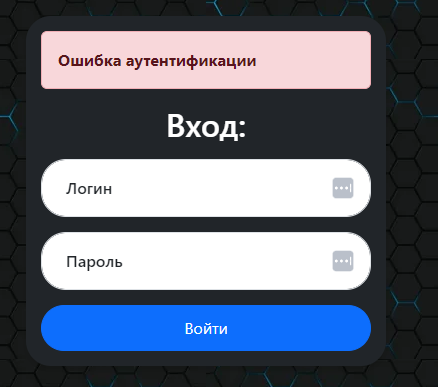 Ошибка аутентификации
Вход:
Логин
Пароль
Войти